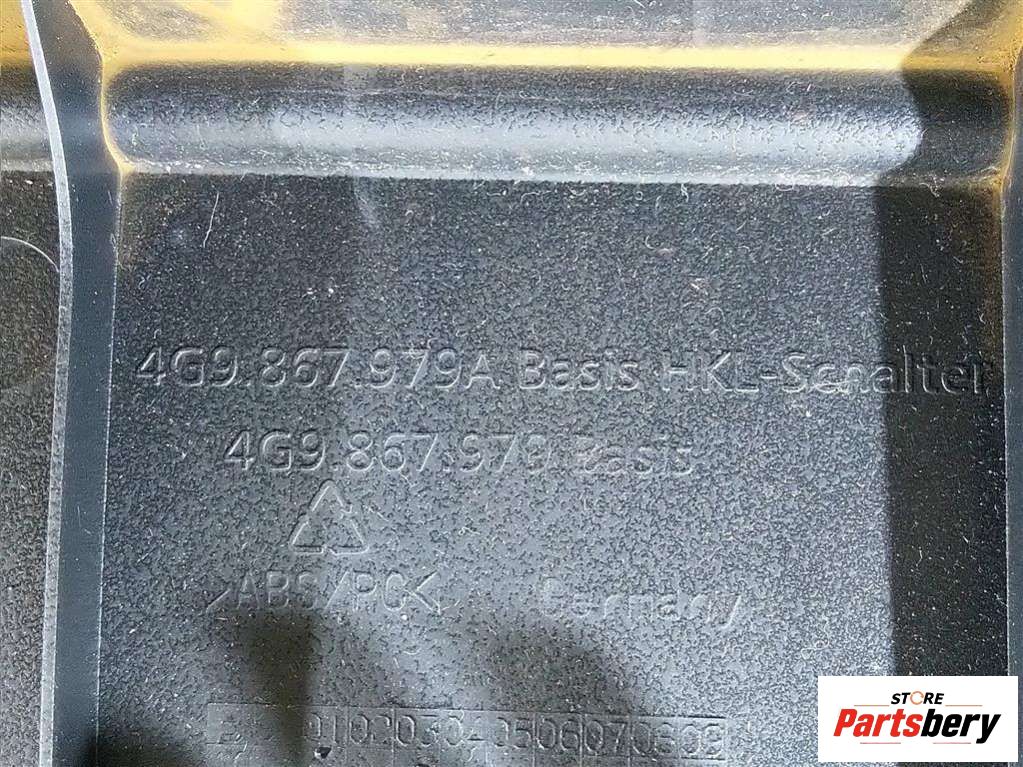 4G9.867.979A Basis HKL-Schalter
4G9.867.979 Basis
>ABS/PC<
Germany
01 02 03 04 05 06 07 08 09
STORE
Partsbery